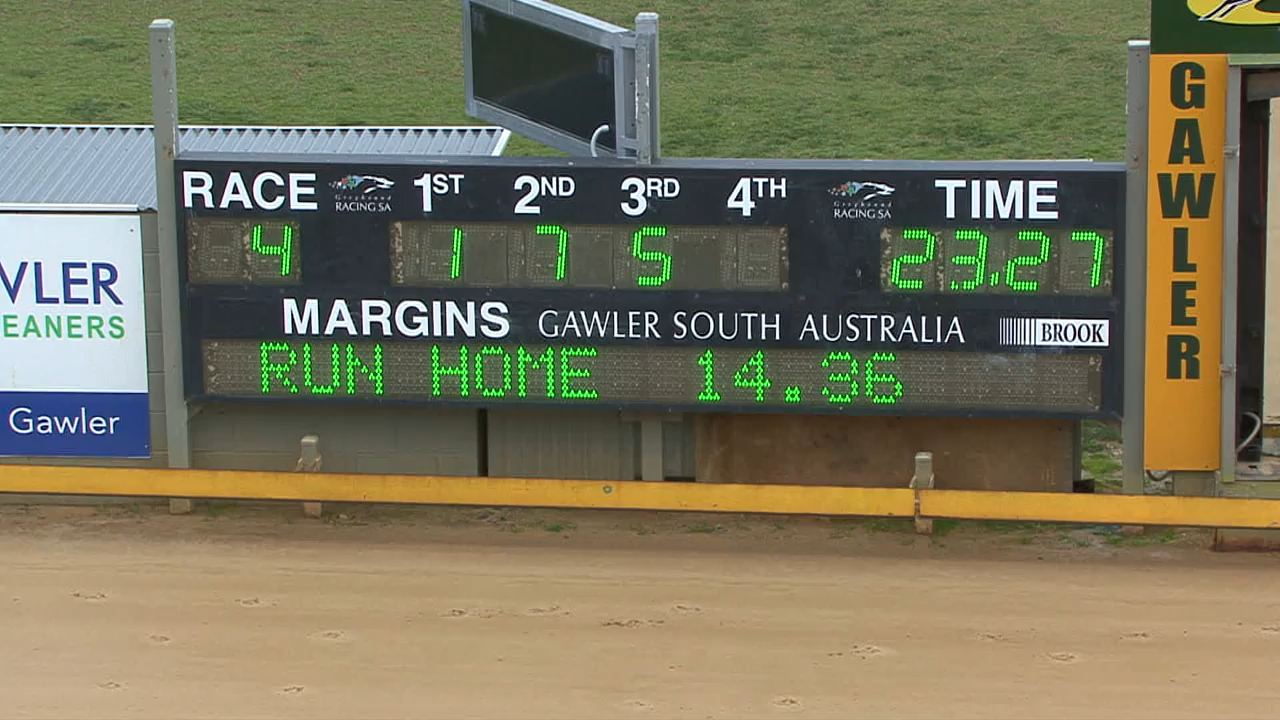 RACE Greyhound RACING SA 1ST 2ND 3RD 4TH Greyhound RACING SA TIME
4 1 7 5 23.27
MARGINS GAWLER SOUTH AUSTRALIA BROOK
RUN HOME 14.36
WLER
EANERS
Gawler
GAWLER